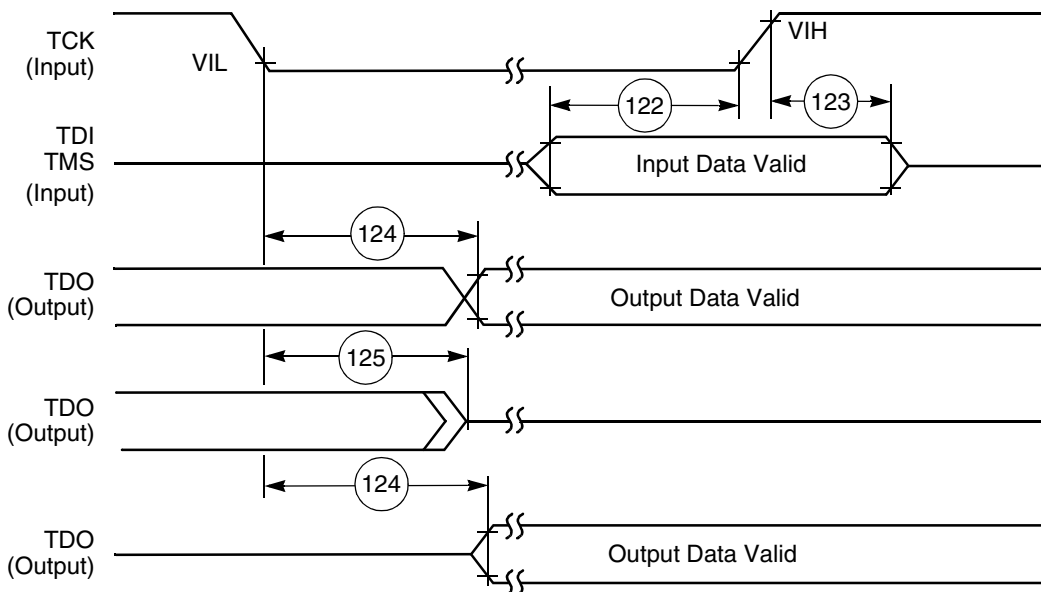 TCK
(Input)
VIL
VIH
122
123
TDI
TMS
(Input)
Input Data Valid
124
TDO
(Output)
Output Data Valid
125
TDO
(Output)
124
TDO
(Output)
Output Data Valid